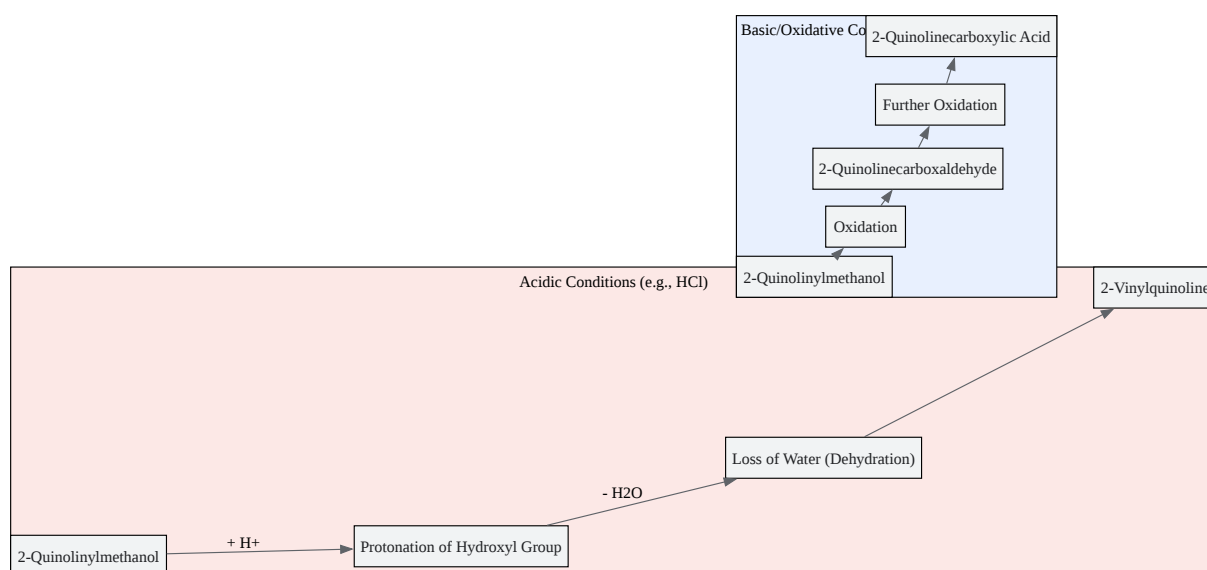 Basic/Oxidative Co
2-Quinolinecarboxylic Acid
Further Oxidation
2-Quinolinecarboxaldehyde
Oxidation
2-Quinolinylmethanol
Acidic Conditions (e.g., HCl)
2-Vinylquinoline
Loss of Water (Dehydration)
- H2O
Protonation of Hydroxyl Group
+ H+
2-Quinolinylmethanol